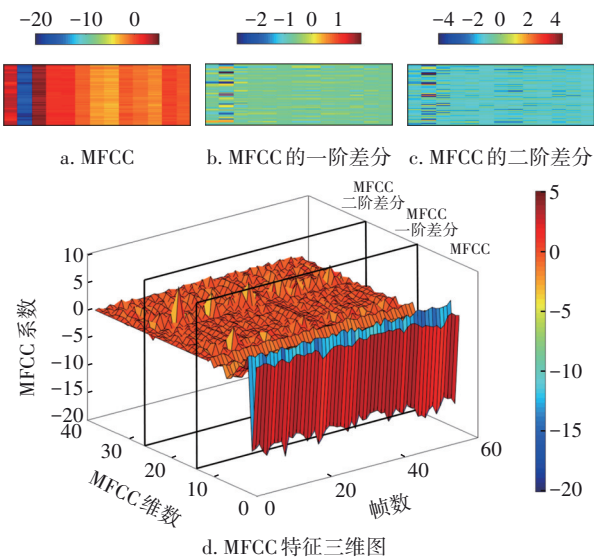 −20 −10 0
−2 −1 0 1
−4 −2 0 2 4
a. MFCC
b. MFCC的一阶差分
c. MFCC的二阶差分
MFCC
二阶差分
MFCC
一阶差分
MFCC
MFCC系数
10
5
0
−5
−10
−15
−20
40
30
20
10
0
MFCC维数
0
20
40
60
帧数
5
0
−5
−10
−15
−20
d. MFCC特征三维图